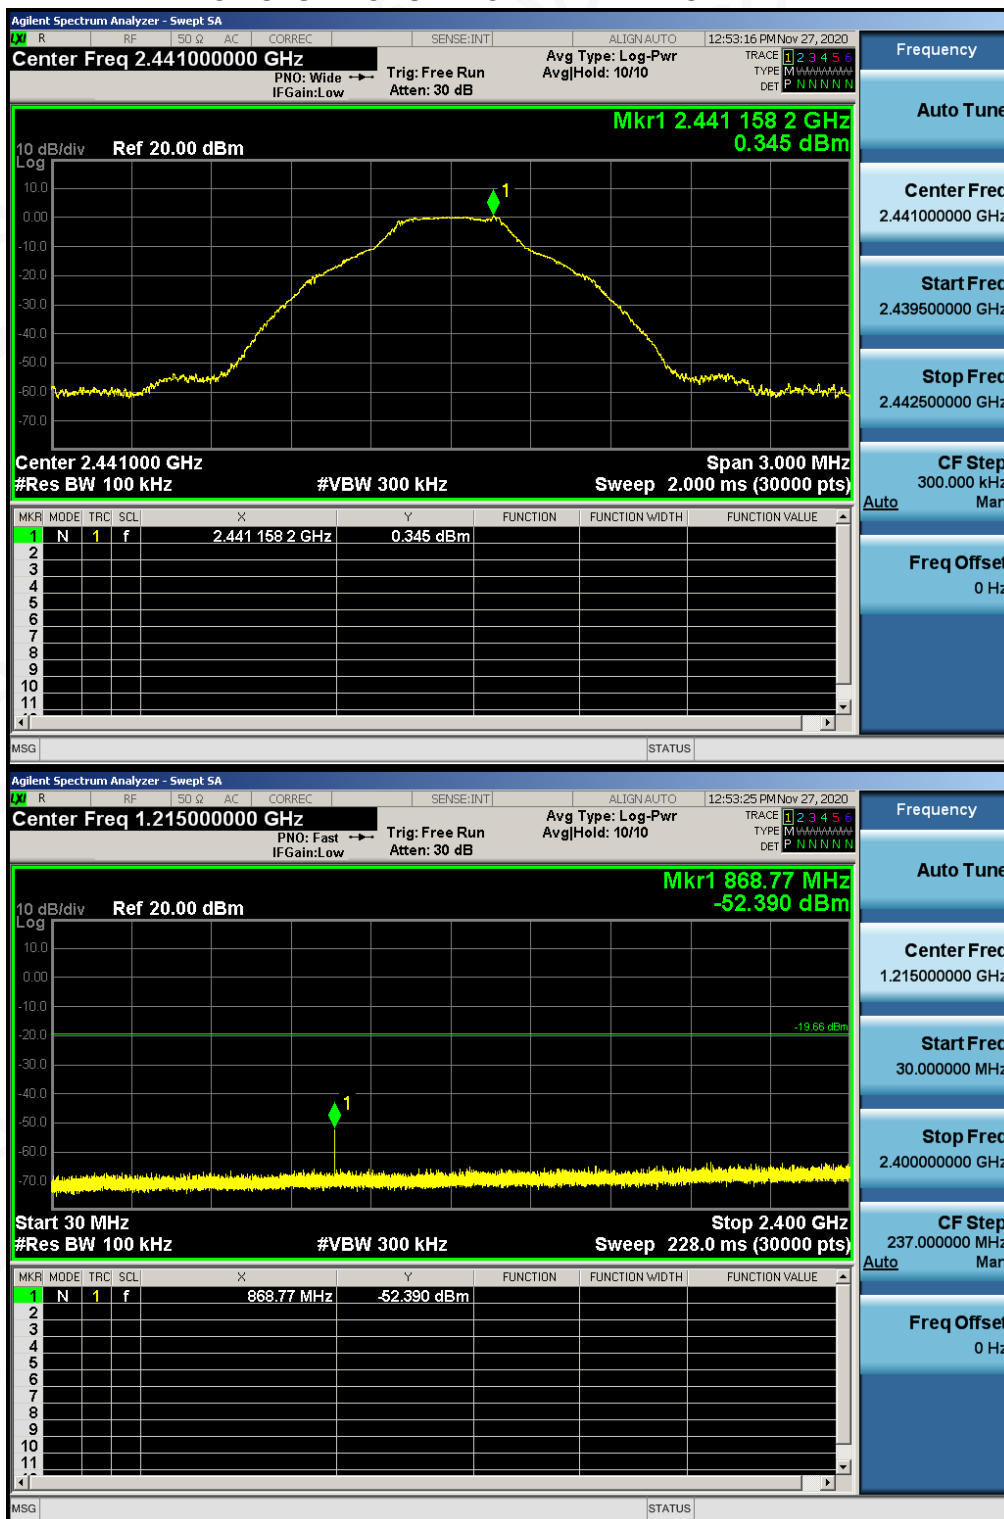 Agilent Spectrum Analyzer - Swept SA
LXI R RF 50 Ω AC CORREC SENSE:INT ALIGN AUTO 12:53:16 PM Nov 27, 2020
Center Freq 2.441000000 GHz
PNO: Wide
IFGain:Low
Trig: Free Run
Atten: 30 dB
Avg Type: Log-Pwr
Avg|Hold: 10/10
TRACE 1 2 3 4 5 6
TYPE M
DET P N N N N N
Mkr1 2.441 158 2 GHz
0.345 dBm
10 dB/div Ref 20.00 dBm
Log
10.0
0.00
-10.0
-20.0
-30.0
-40.0
-50.0
-60.0
-70.0
1
Center 2.441000 GHz Span 3.000 MHz
#Res BW 100 kHz #VBW 300 kHz Sweep 2.000 ms (30000 pts)
MKR MODE TRC SCL X Y FUNCTION FUNCTION WIDTH FUNCTION VALUE
1 N 1 f 2.441 158 2 GHz 0.345 dBm
2
3
4
5
6
7
8
9
10
11
MSG STATUS
Frequency
Auto Tune
Center Freq
2.441000000 GHz
Start Freq
2.439500000 GHz
Stop Freq
2.442500000 GHz
CF Step
300.000 kHz
Auto Man
Freq Offset
0 Hz
Agilent Spectrum Analyzer - Swept SA
LXI R RF 50 Ω AC CORREC SENSE:INT ALIGN AUTO 12:53:25 PM Nov 27, 2020
Center Freq 1.215000000 GHz
PNO: Fast
IFGain:Low
Trig: Free Run
Atten: 30 dB
Avg Type: Log-Pwr
Avg|Hold: 10/10
TRACE 1 2 3 4 5 6
TYPE M
DET P N N N N N
Mkr1 868.77 MHz
-52.390 dBm
10 dB/div Ref 20.00 dBm
Log
10.0
0.00
-10.0
-20.0
-30.0
-40.0
-50.0
-60.0
-70.0
-19.66 dBm
1
Start 30 MHz Stop 2.400 GHz
#Res BW 100 kHz #VBW 300 kHz Sweep 228.0 ms (30000 pts)
MKR MODE TRC SCL X Y FUNCTION FUNCTION WIDTH FUNCTION VALUE
1 N 1 f 868.77 MHz -52.390 dBm
2
3
4
5
6
7
8
9
10
11
MSG STATUS
Frequency
Auto Tune
Center Freq
1.215000000 GHz
Start Freq
30.000000 MHz
Stop Freq
2.400000000 GHz
CF Step
237.000000 MHz
Auto Man
Freq Offset
0 Hz